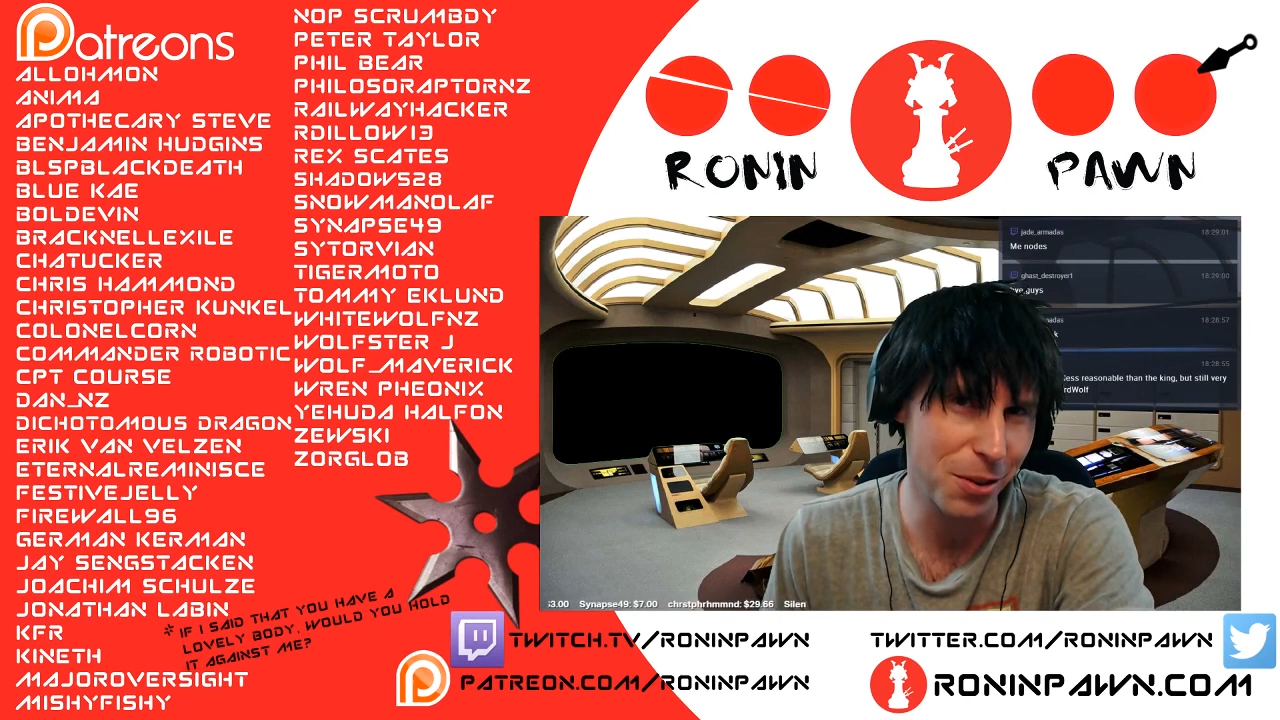 Patreons
ALLOHMON
ANIMA
APOTHECARY STEVE
BENJAMIN HUDGINS
BLSPBLACKDEATH
BLUE KAE
BOLDEVIN
BRACKNELLEXILE
CHATUCKER
CHRIS HAMMOND
CHRISTOPHER KUNKEL
COLONELCORN
COMMANDER ROBOTIC
CPT COURSE
DAN_NZ
DICHOTOMOUS DRAGON
ERIK VAN VELZEN
ETERNALREMINISCE
FESTIVEJELLY
FIREWALL96
GERMAN KERMAN
JAY SENGSTACKEN
JOACHIM SCHULZE
JONATHAN LABIN
KFR
KINETH
MAJOROVERSIGHT
MISHYFISHY
NOP SCRUMBDY
PETER TAYLOR
PHIL BEAR
PHILOSORAPTORNZ
RAILWAYHACKER
RDILLOW13
REX SCATES
SHADOWS28
SNOWMANOLAF
SYNAPSE49
SYTORVIAN
TIGERMOTO
TOMMY EKLUND
WHITEWOLFNZ
WOLFSTER J
WOLF_MAVERICK
WREN PHEONIX
YEHUDA HALFON
ZEWSKI
ZORGLOB
* IF I SAID THAT YOU HAVE A
LOVELY BODY, WOULD YOU HOLD
IT AGAINST ME?
RONIN PAWN
jade_armadas 18:29:01
Me nodes
ghast_destroyer1 18:29:00
guys
18:28:57
18:28:55
less reasonable than the king, but still very
$3.00 Synapse49: $7.00 chrstphrhmmnd: $29.66 Silen
TWITCH.TV/RONINPAWN
TWITTER.COM/RONINPAWN
PATREON.COM/RONINPAWN
RONINPAWN.COM